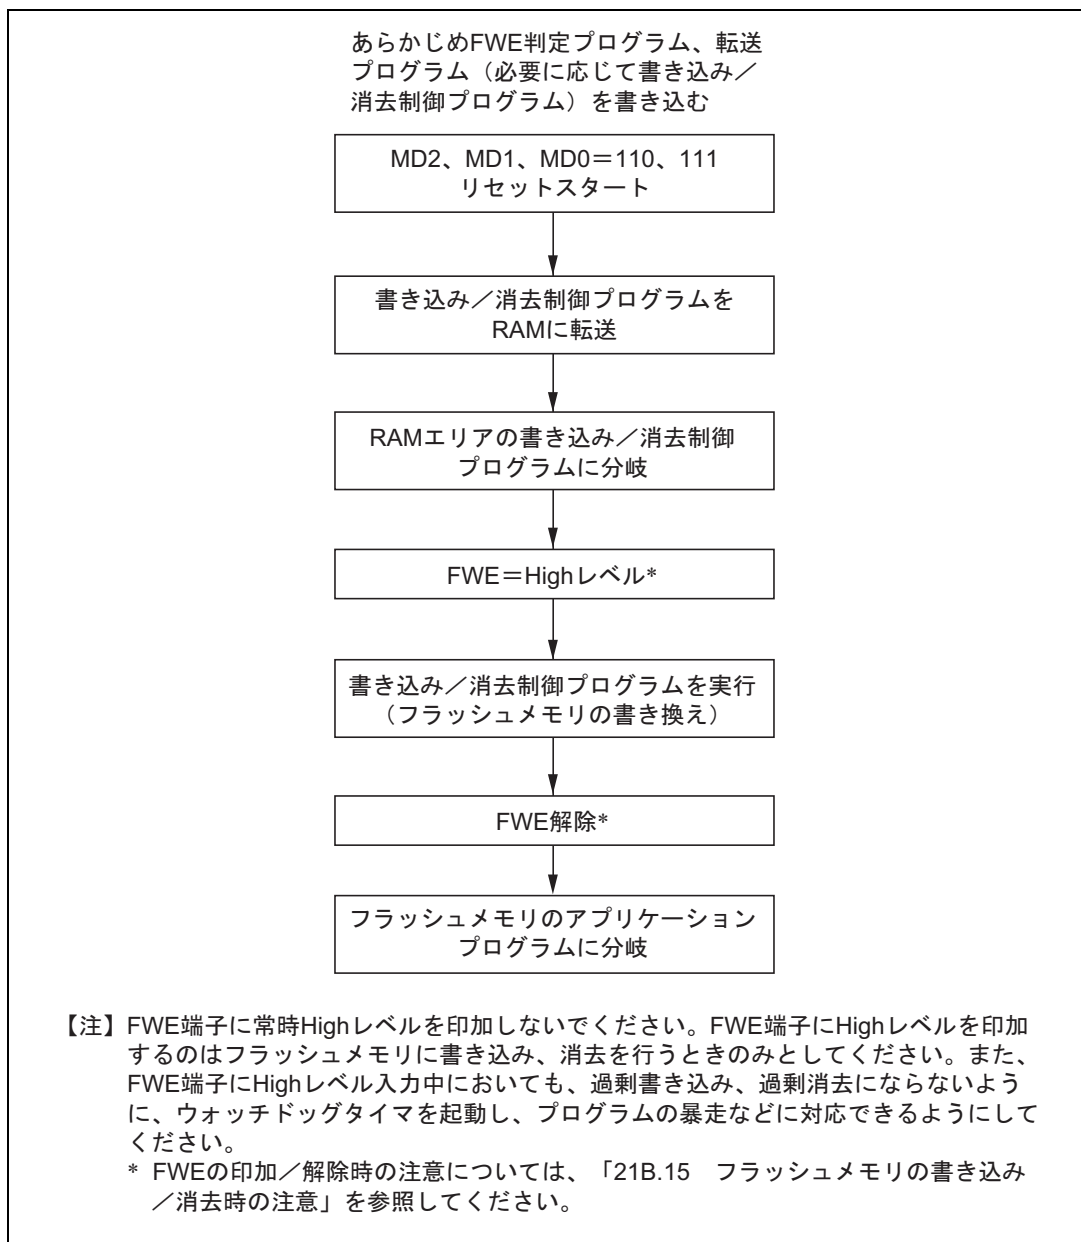 あらかじめFWE判定プログラム、転送
プログラム（必要に応じて書き込み／
消去制御プログラム）を書き込む
MD2、MD1、MD0＝110、111
リセットスタート
書き込み／消去制御プログラムを
RAMに転送
RAMエリアの書き込み／消去制御
プログラムに分岐
FWE＝Highレベル*
書き込み／消去制御プログラムを実行
（フラッシュメモリの書き換え）
FWE解除*
フラッシュメモリのアプリケーション
プログラムに分岐
【注】FWE端子に常時Highレベルを印加しないでください。FWE端子にHighレベルを印加
するのはフラッシュメモリに書き込み、消去を行うときのみとしてください。また、
FWE端子にHighレベル入力中においても、過剰書き込み、過剰消去にならないよう
に、ウォッチドッグタイマを起動し、プログラムの暴走などに対応できるようにして
ください。
* FWEの印加／解除時の注意については、「21B.15　フラッシュメモリの書き込み
／消去時の注意」を参照してください。